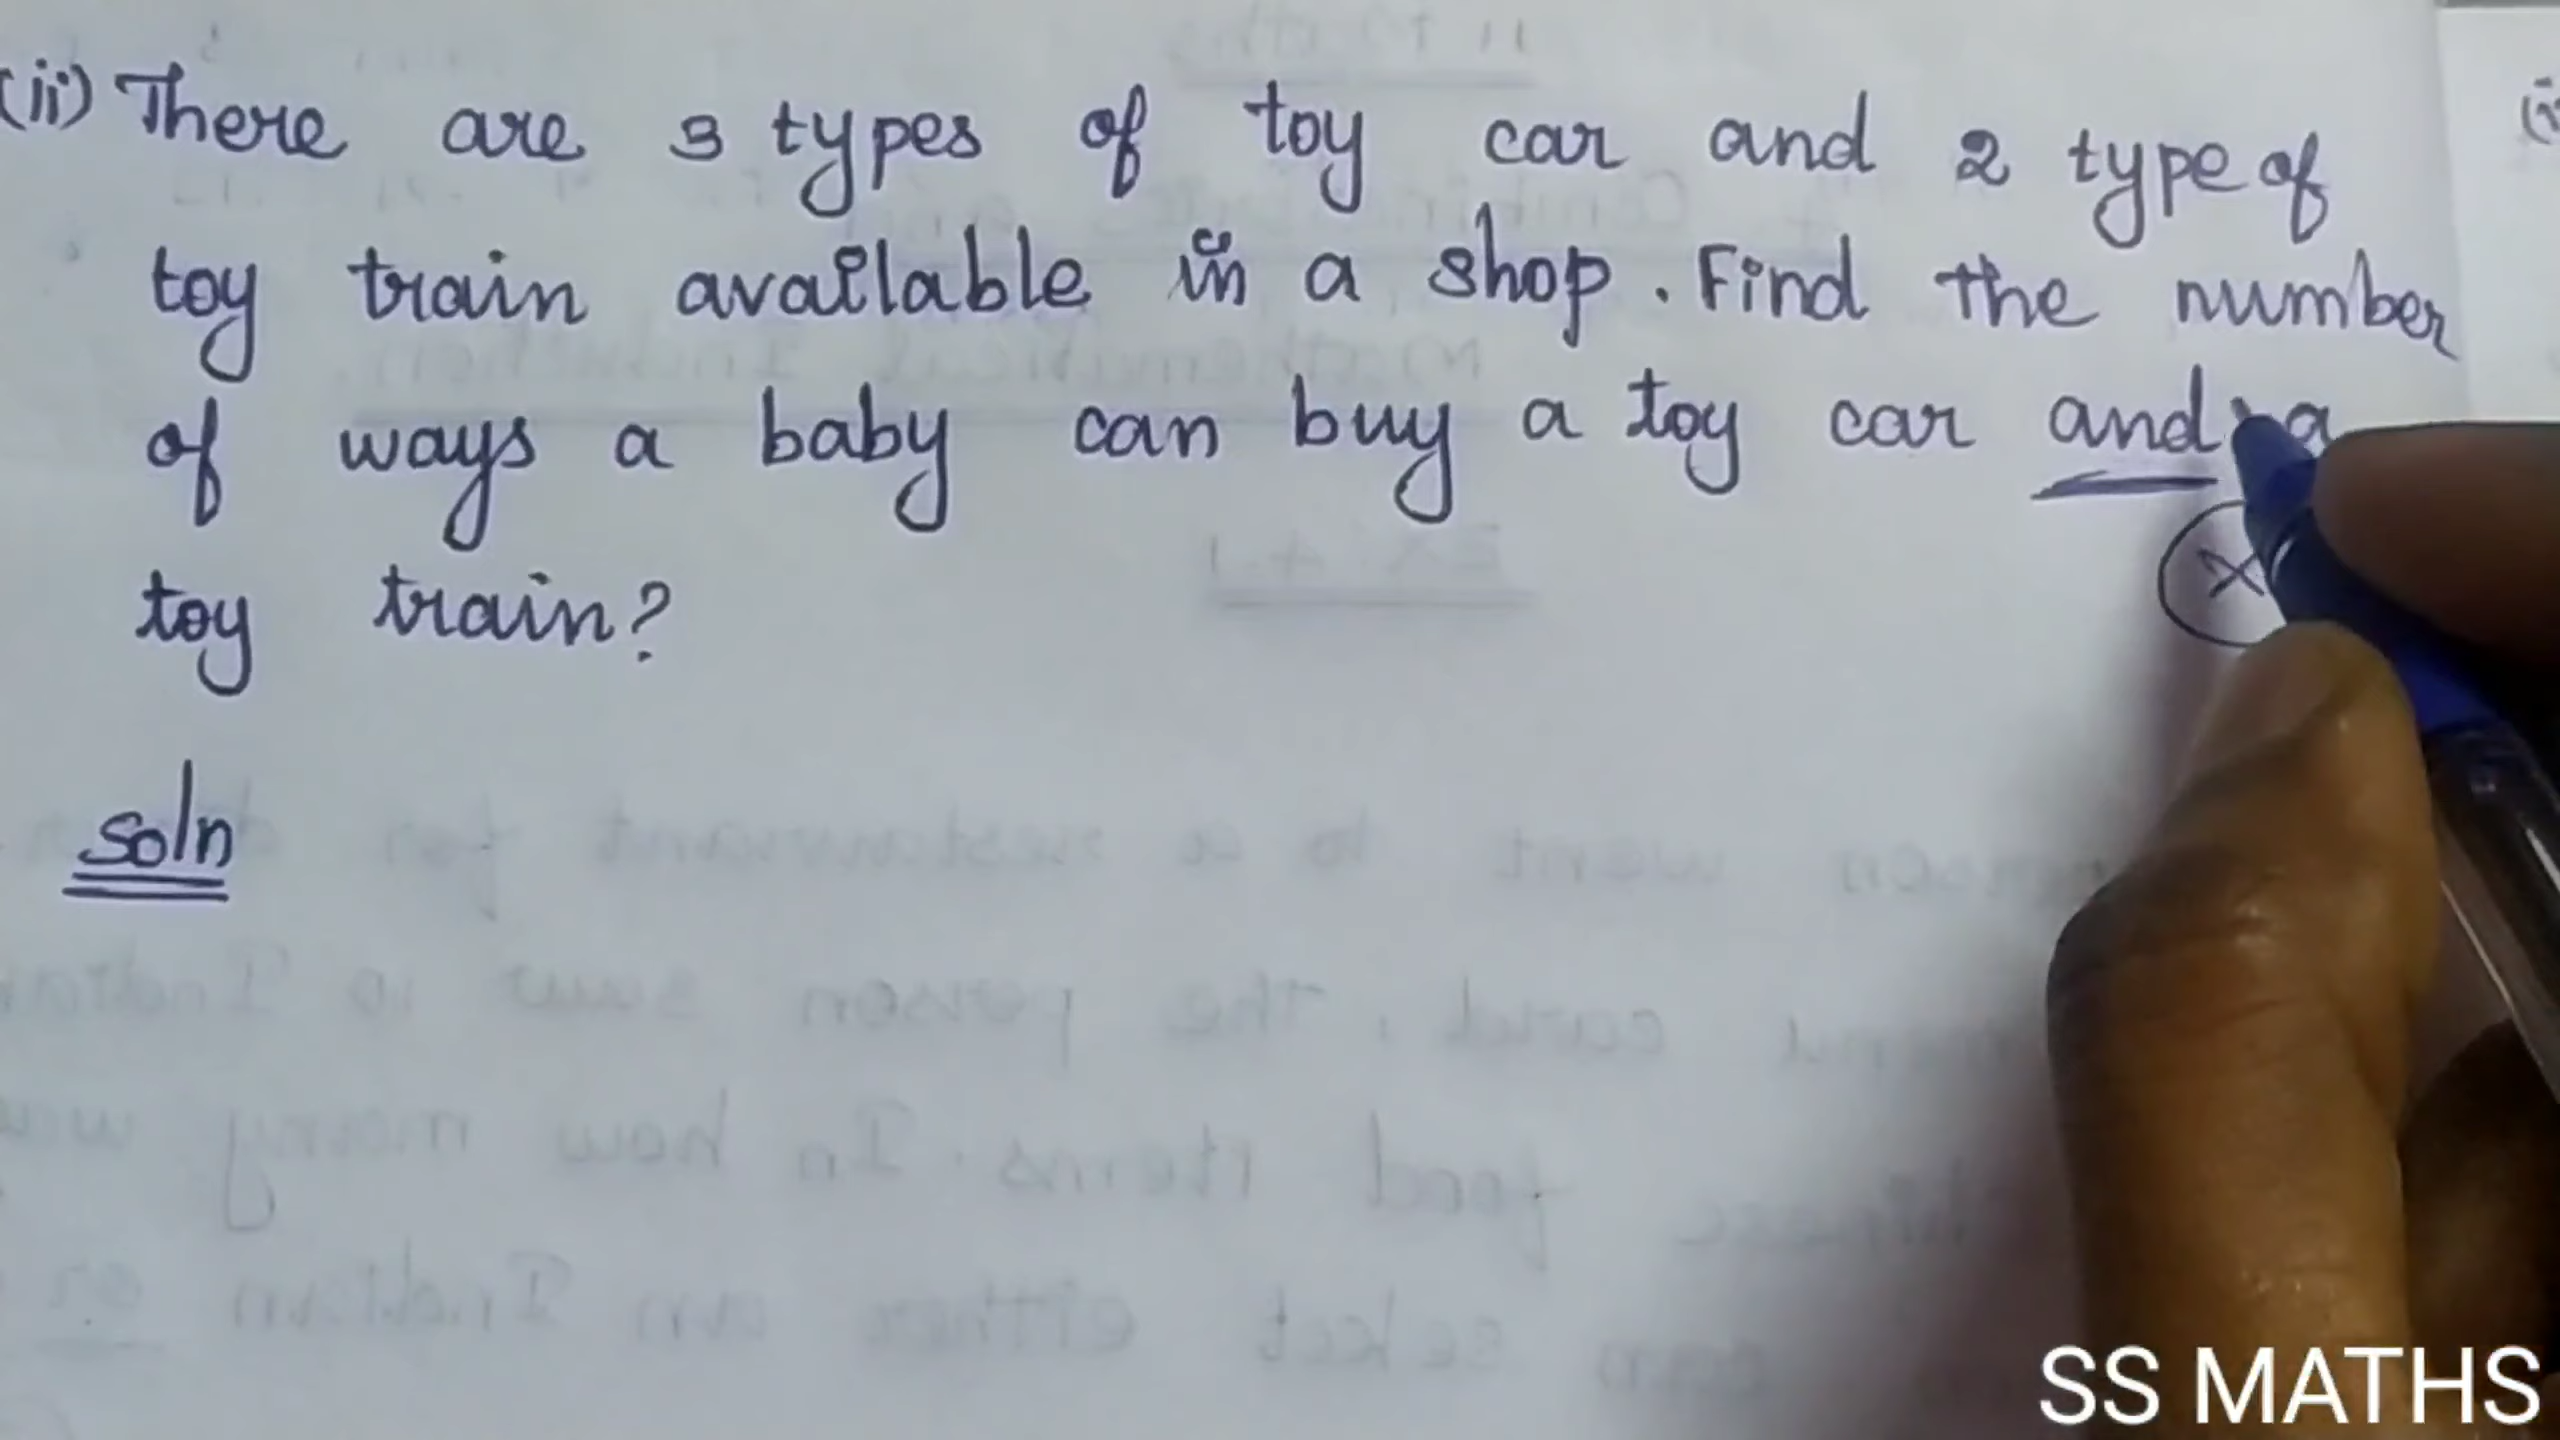 (ii) There are 3 types of toy car and 2 type of
toy train available in a shop. Find the number
of ways a baby can buy a toy car and a
toy train?
×
soln
SS MATHS